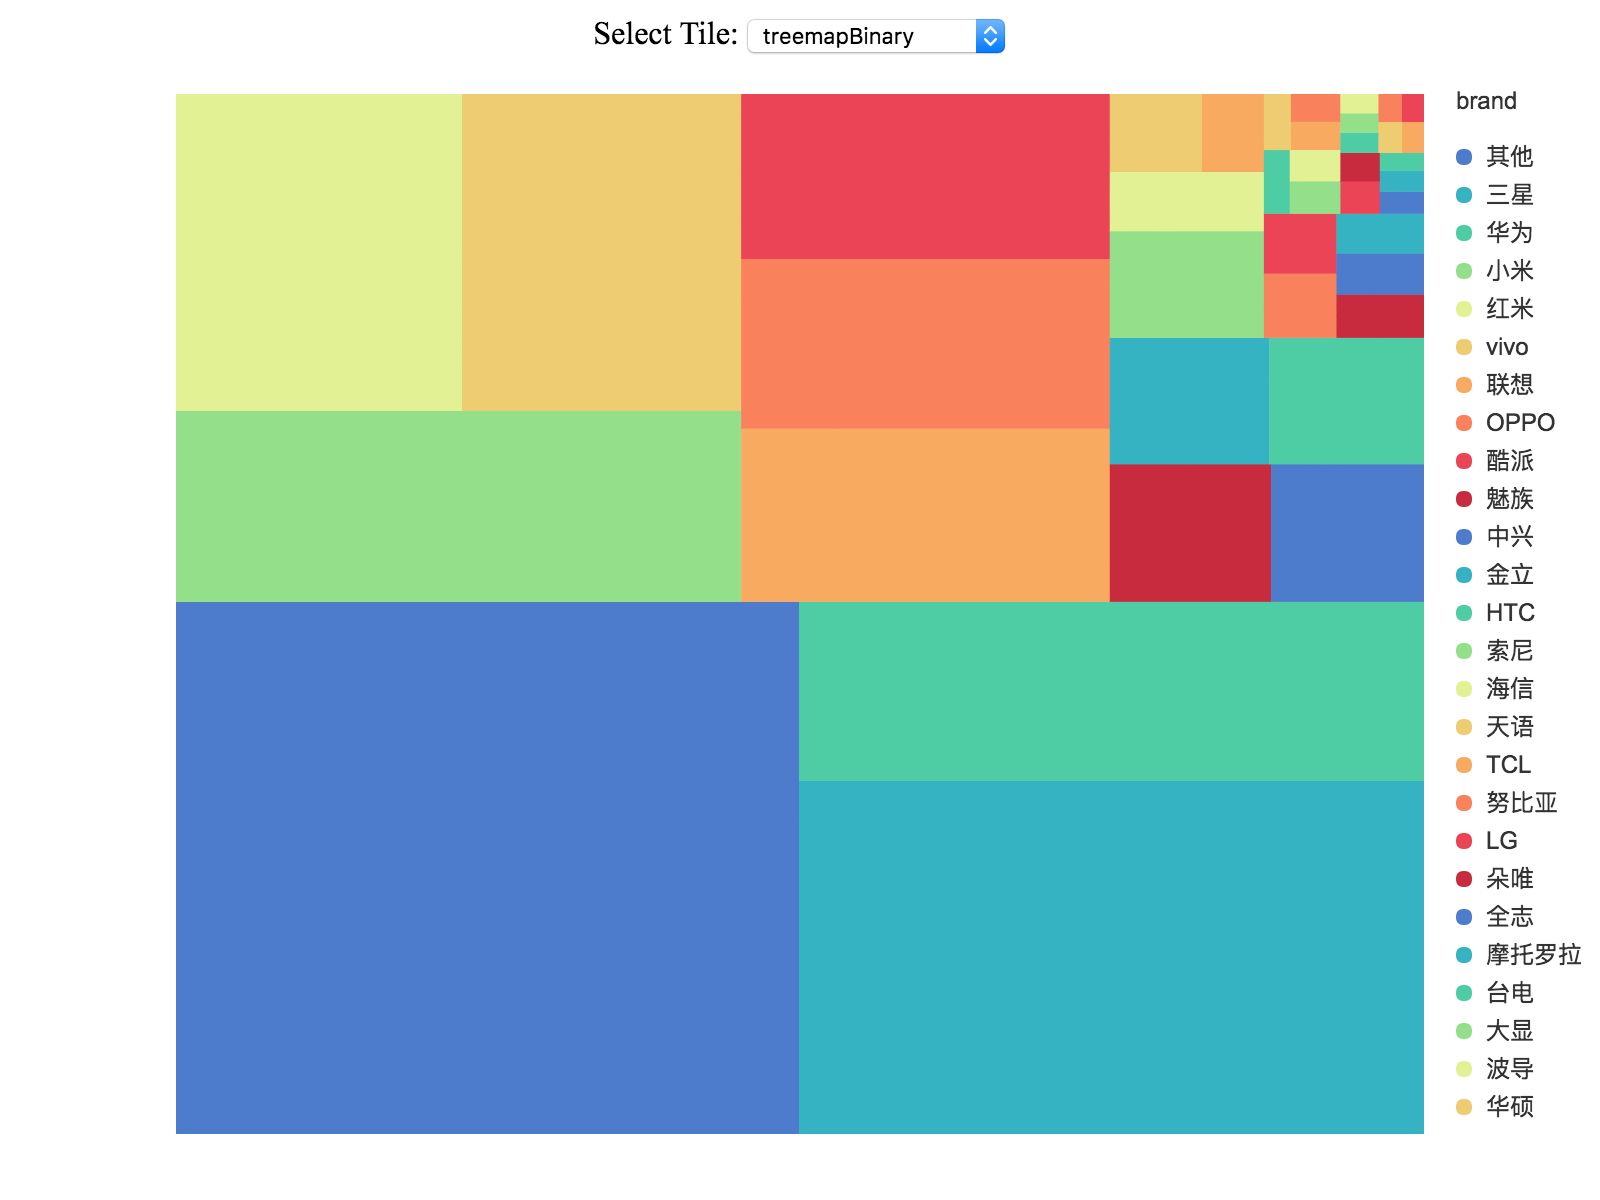 Select Tile: treemapBinary
brand
其他
三星
华为
小米
红米
vivo
联想
OPPO
酷派
魅族
中兴
金立
HTC
索尼
海信
天语
TCL
努比亚
LG
朵唯
全志
摩托罗拉
台电
大显
波导
华硕